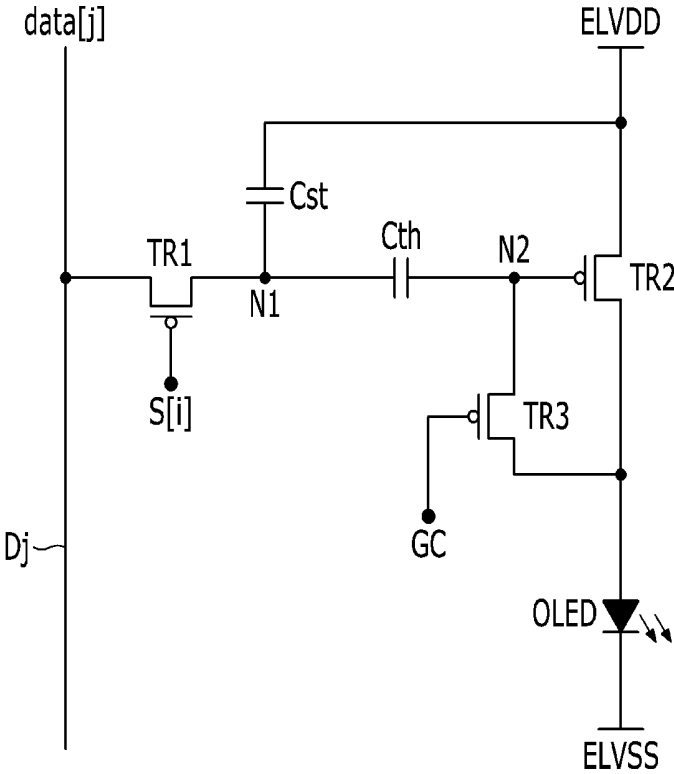 data[j]
ELVDD
Cst
Cth
TR1
N2
N1
TR2
S[i]
TR3
GC
Dj
OLED
ELVSS